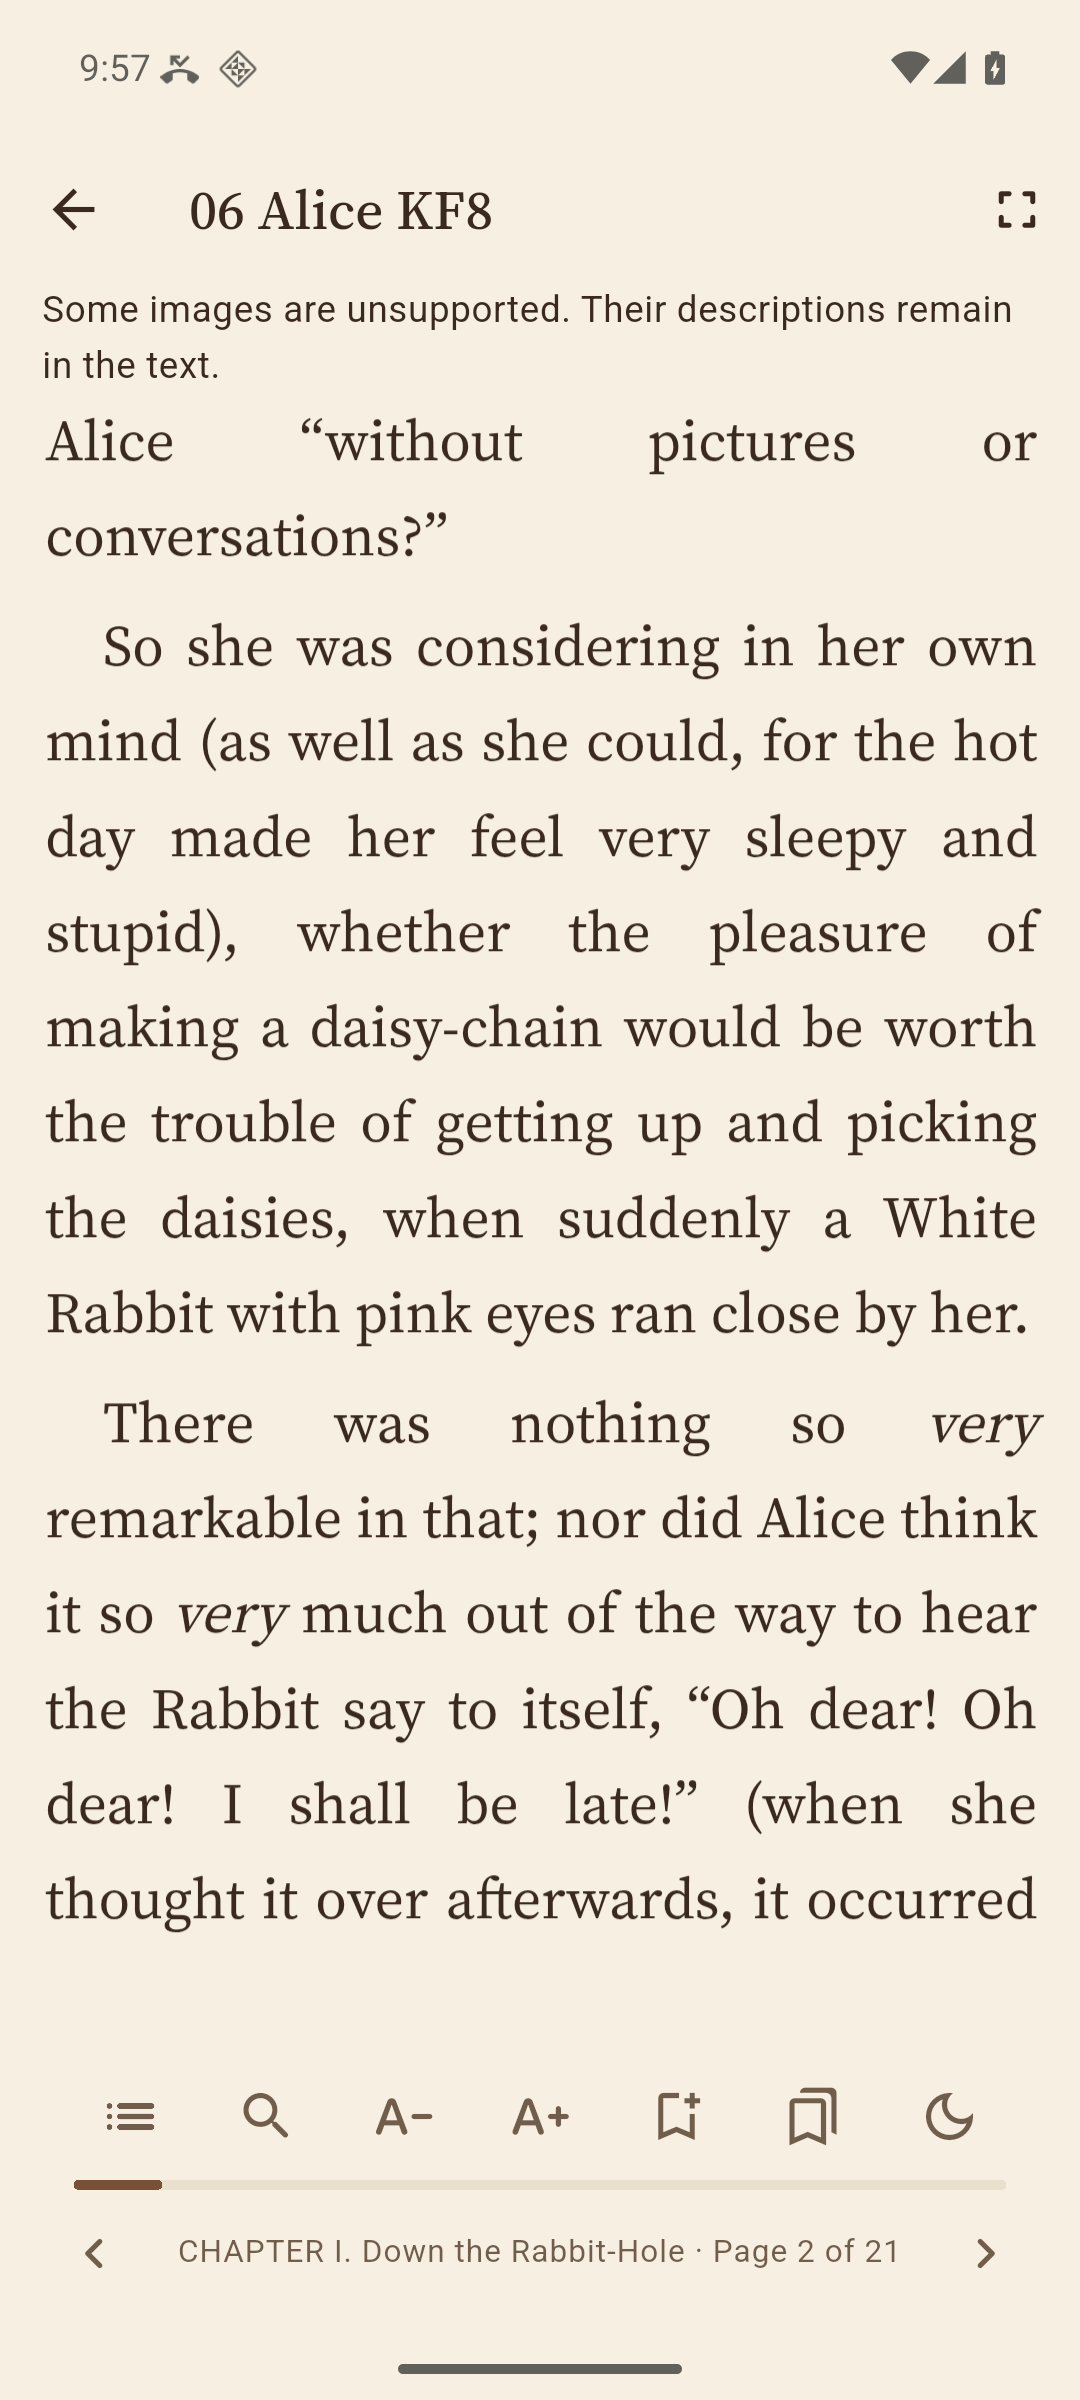 9:57
06 Alice KF8
Some images are unsupported. Their descriptions remain
in the text.
Alice “without pictures or
conversations?”
So she was considering in her own
mind (as well as she could, for the hot
day made her feel very sleepy and
stupid), whether the pleasure of
making a daisy-chain would be worth
the trouble of getting up and picking
the daisies, when suddenly a White
Rabbit with pink eyes ran close by her.
There was nothing so very
remarkable in that; nor did Alice think
it so very much out of the way to hear
the Rabbit say to itself, “Oh dear! Oh
dear! I shall be late!” (when she
thought it over afterwards, it occurred
A− A+
CHAPTER I. Down the Rabbit-Hole · Page 2 of 21